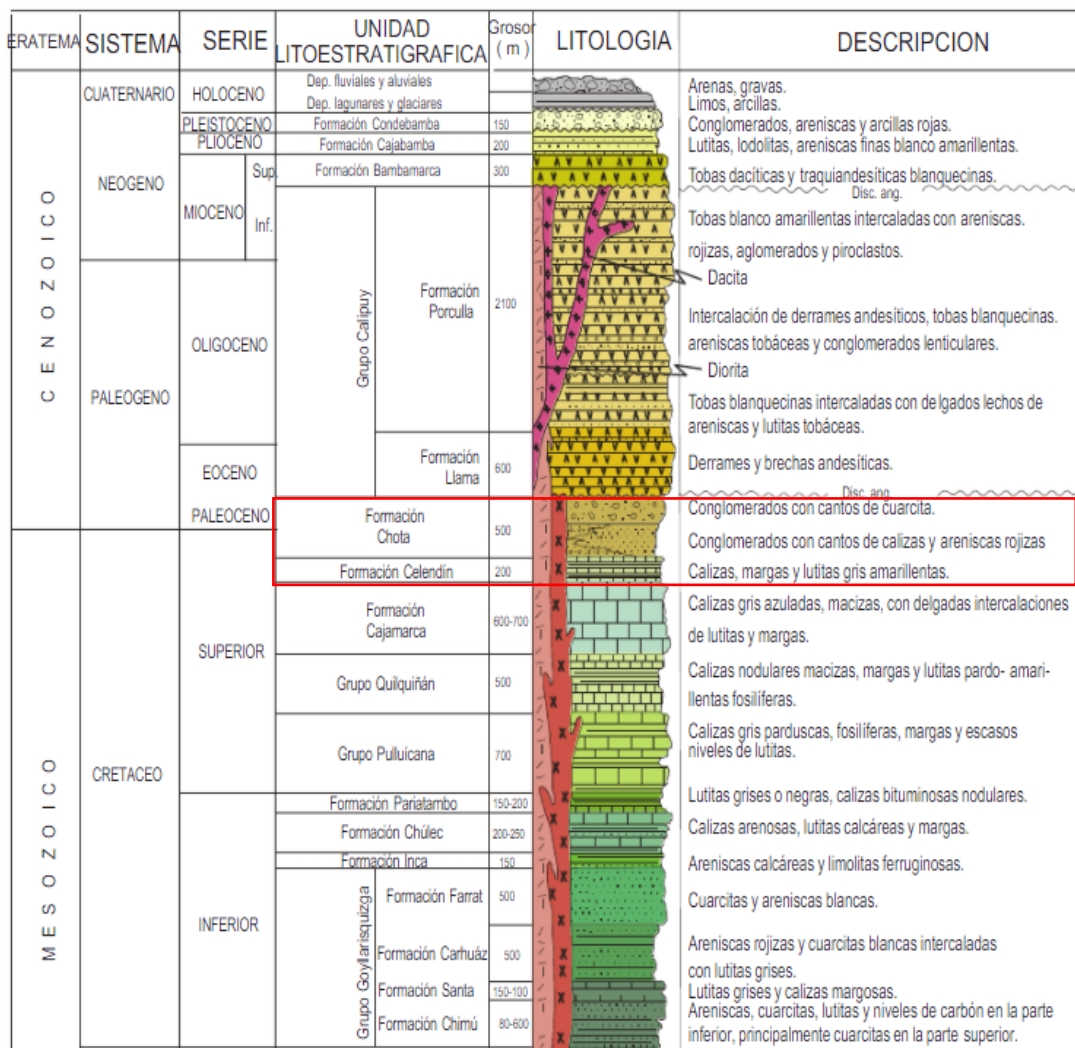 ERATEMA SISTEMA SERIE UNIDAD LITOESTRATIGRAFICA Grosor ( m ) LITOLOGIA DESCRIPCION
CENOZOICO
MESOZOICO
CUATERNARIO
NEOGENO
PALEOGENO
CRETACEO
HOLOCENO
PLEISTOCENO
PLIOCENO
MIOCENO
Sup.
Inf.
OLIGOCENO
EOCENO
PALEOCENO
SUPERIOR
INFERIOR
Dep. fluviales y aluviales
Dep. lagunares y glaciares
Formación Condebamba 150
Formación Cajabamba 200
Formación Bambamarca 300
Grupo Calipuy
Formación
Porculla
2100
Formación
Llama
600
Formación
Chota
500
Formación Celendín 200
Formación
Cajamarca
600-700
Grupo Quilquiñán 500
Grupo Pulluícana 700
Formación Pariatambo 150-200
Formación Chúlec 200-250
Formación Inca 150
Grupo Goyllarisquizga
Formación Farrat 500
Formación Carhuáz 500
Formación Santa 150-100
Formación Chimú 80-600
Arenas, gravas.
Limos, arcillas.
Conglomerados, areniscas y arcillas rojas.
Lutitas, lodolitas, areniscas finas blanco amarillentas.
Tobas dacíticas y traquiandesíticas blanquecinas.
Disc. ang.
Tobas blanco amarillentas intercaladas con areniscas.
rojizas, aglomerados y piroclastos.
Dacita
Intercalación de derrames andesíticos, tobas blanquecinas.
areniscas tobáceas y conglomerados lenticulares.
Diorita
Tobas blanquecinas intercaladas con delgados lechos de
areniscas y lutitas tobáceas.
Derrames y brechas andesíticas.
Disc. ang.
Conglomerados con cantos de cuarcita.
Conglomerados con cantos de calizas y areniscas rojizas
Calizas, margas y lutitas gris amarillentas.
Calizas gris azuladas, macizas, con delgadas intercalaciones
de lutitas y margas.
Calizas nodulares macizas, margas y lutitas pardo- amari-
llentas fosilíferas.
Calizas gris parduscas, fosilíferas, margas y escasos
niveles de lutitas.
Lutitas grises o negras, calizas bituminosas nodulares.
Calizas arenosas, lutitas calcáreas y margas.
Areniscas calcáreas y limolitas ferruginosas.
Cuarcitas y areniscas blancas.
Areniscas rojizas y cuarcitas blancas intercaladas
con lutitas grises.
Lutitas grises y calizas margosas.
Areniscas, cuarcitas, lutitas y niveles de carbón en la parte
inferior, principalmente cuarcitas en la parte superior.